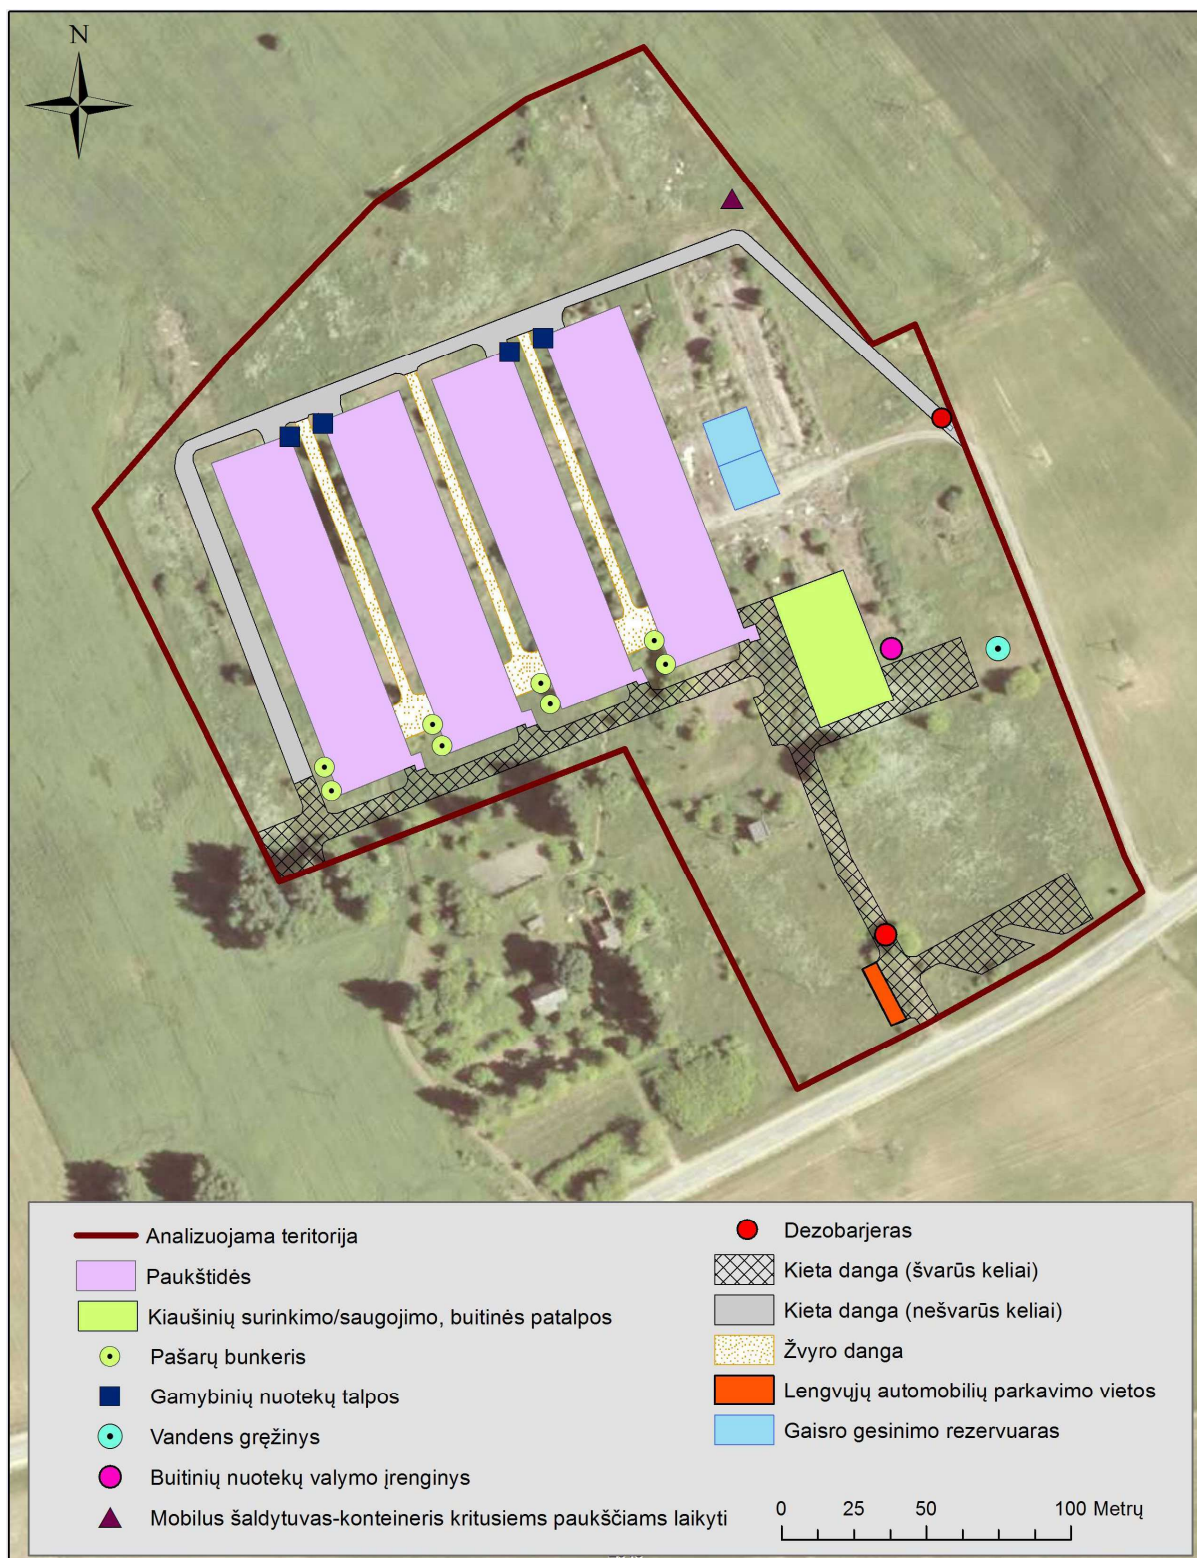 N
Analizuojama teritorija
Paukštidės
Kiaušinių surinkimo/saugojimo, buitinės patalpos
Pašarų bunkeris
Gamybinių nuotekų talpos
Vandens gręžinys
Buitinių nuotekų valymo įrenginys
Mobilus šaldytuvas-konteineris kritusiems paukščiams laikyti
Dezobarjeras
Kieta danga (švarūs keliai)
Kieta danga (nešvarūs keliai)
Žvyro danga
Lengvųjų automobilių parkavimo vietos
Gaisro gesinimo rezervuaras
0 25 50 100 Metrų